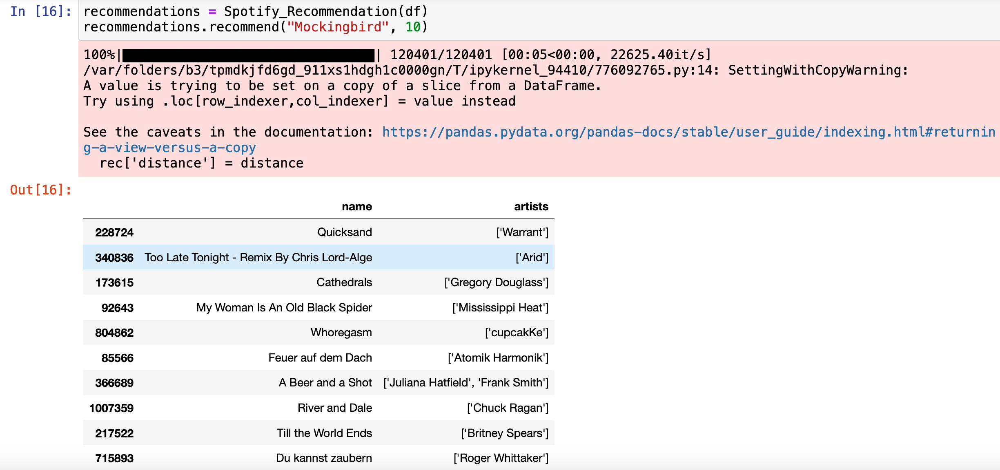 In [16]: recommendations = Spotify_Recommendation(df)
recommendations.recommend("Mockingbird", 10)
100%|██████████| 120401/120401 [00:05<00:00, 22625.40it/s]
/var/folders/b3/tpmdkjfd6gd_911xs1hdgh1c0000gn/T/ipykernel_94410/776092765.py:14: SettingWithCopyWarning:
A value is trying to be set on a copy of a slice from a DataFrame.
Try using .loc[row_indexer,col_indexer] = value instead
See the caveats in the documentation: https://pandas.pydata.org/pandas-docs/stable/user_guide/indexing.html#returnin
g-a-view-versus-a-copy
rec['distance'] = distance
Out[16]:
name artists
228724 Quicksand ['Warrant']
340836 Too Late Tonight - Remix By Chris Lord-Alge ['Arid']
173615 Cathedrals ['Gregory Douglass']
92643 My Woman Is An Old Black Spider ['Mississippi Heat']
804862 Whoregasm ['cupcakKe']
85566 Feuer auf dem Dach ['Atomik Harmonik']
366689 A Beer and a Shot ['Juliana Hatfield', 'Frank Smith']
1007359 River and Dale ['Chuck Ragan']
217522 Till the World Ends ['Britney Spears']
715893 Du kannst zaubern ['Roger Whittaker']